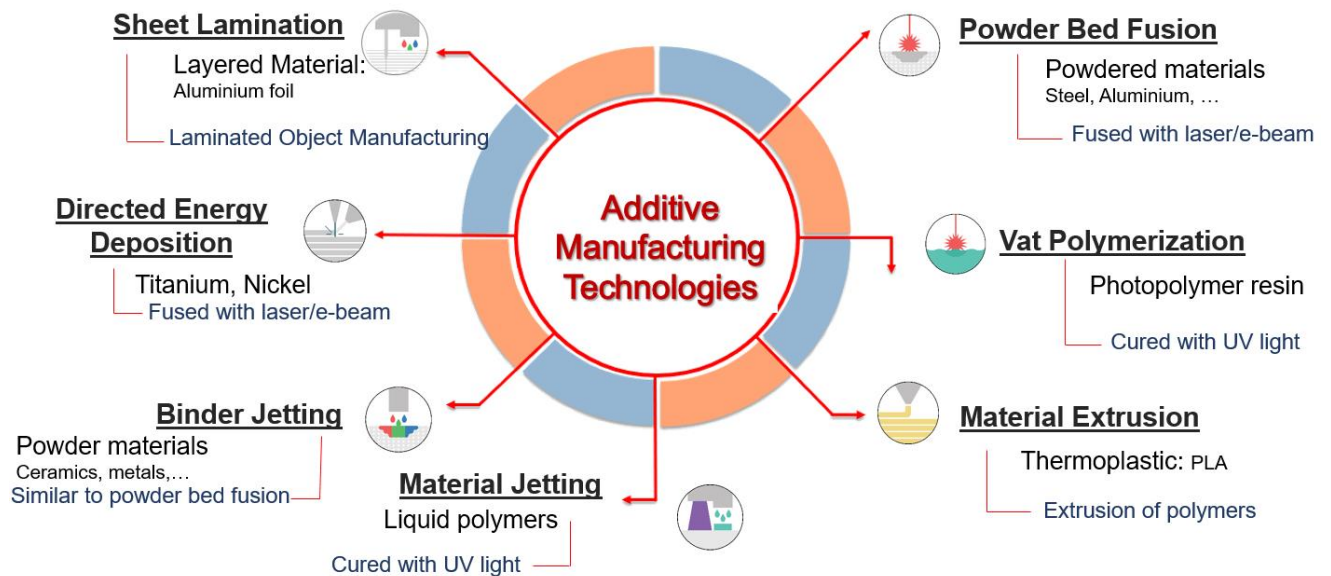 Sheet Lamination
Layered Material:
Aluminium foil
Laminated Object Manufacturing
Directed Energy
Deposition
Titanium, Nickel
Fused with laser/e-beam
Binder Jetting
Powder materials
Ceramics, metals,...
Similar to powder bed fusion
Material Jetting
Liquid polymers
Cured with UV light
Additive
Manufacturing
Technologies
Powder Bed Fusion
Powdered materials
Steel, Aluminium, ...
Fused with laser/e-beam
Vat Polymerization
Photopolymer resin
Cured with UV light
Material Extrusion
Thermoplastic: PLA
Extrusion of polymers